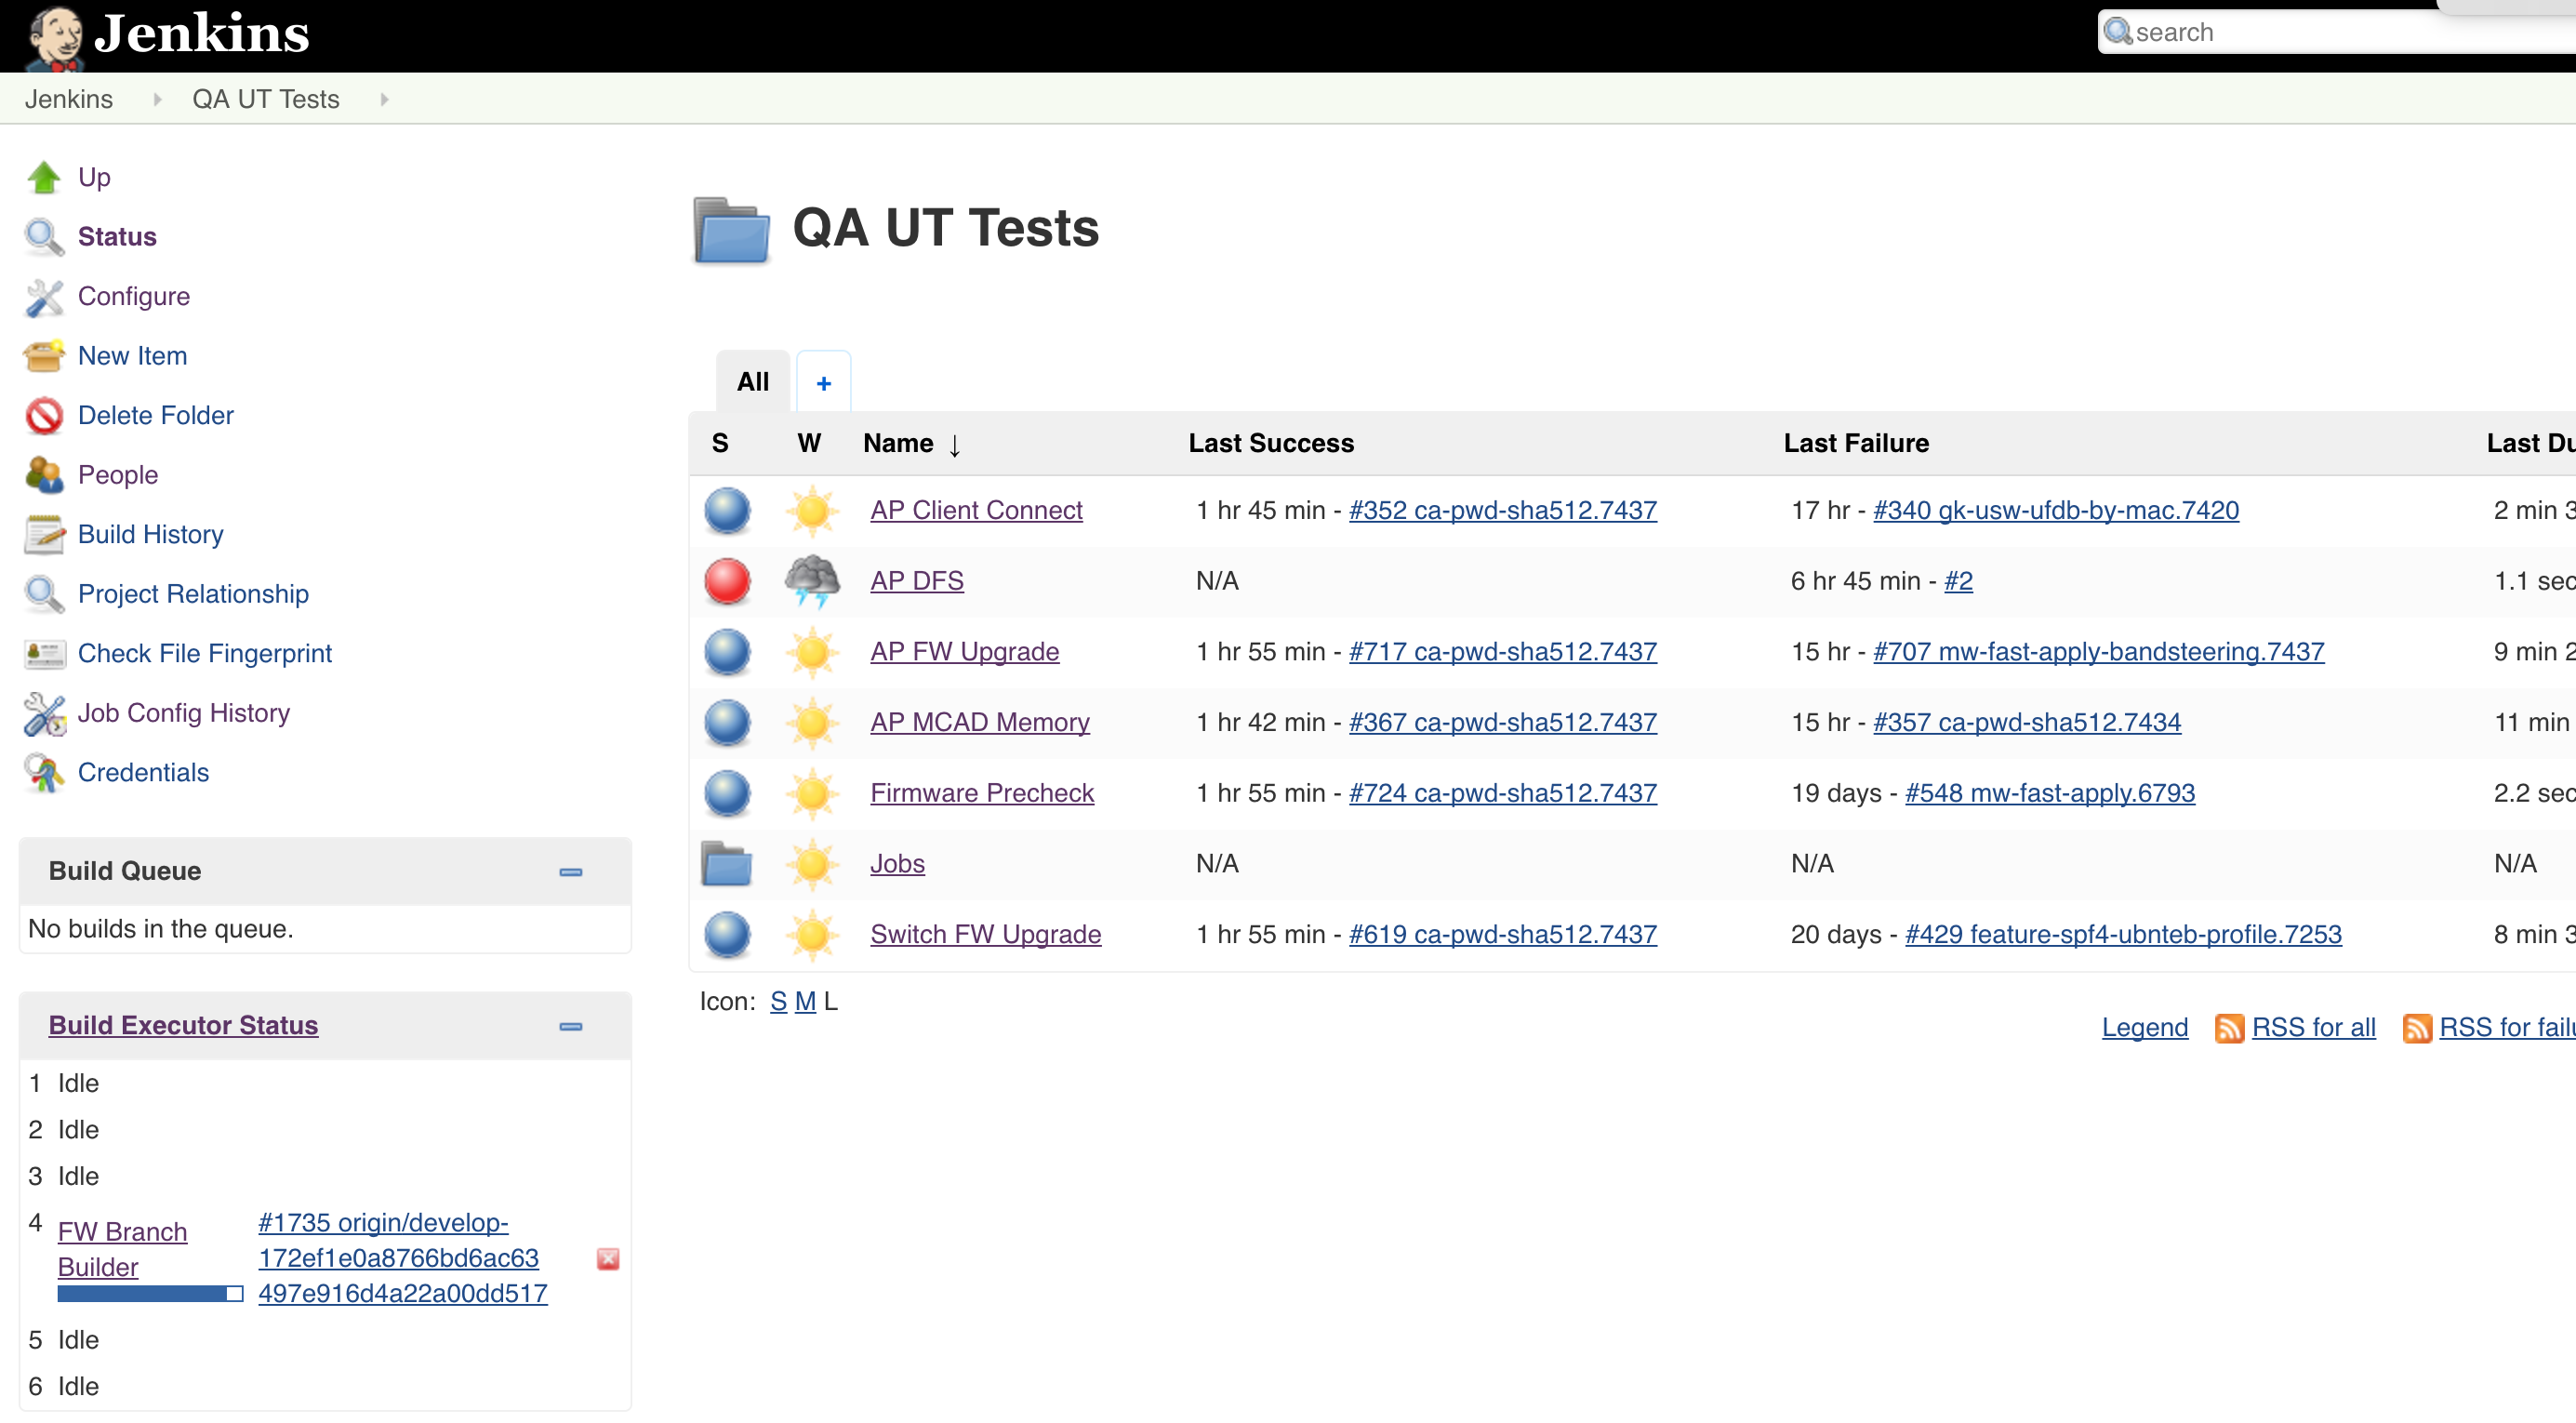 Jenkins
search
Jenkins QA UT Tests
Up
Status
Configure
New Item
Delete Folder
People
Build History
Project Relationship
Check File Fingerprint
Job Config History
Credentials
Build Queue
No builds in the queue.
Build Executor Status
1 Idle
2 Idle
3 Idle
4 FW Branch Builder #1735 origin/develop-
172ef1e0a8766bd6ac63
497e916d4a22a00dd517
5 Idle
6 Idle
QA UT Tests
All +
S W Name ↓ Last Success Last Failure Last Du
AP Client Connect 1 hr 45 min - #352 ca-pwd-sha512.7437 17 hr - #340 gk-usw-ufdb-by-mac.7420 2 min 3
AP DFS N/A 6 hr 45 min - #2 1.1 sec
AP FW Upgrade 1 hr 55 min - #717 ca-pwd-sha512.7437 15 hr - #707 mw-fast-apply-bandsteering.7437 9 min 2
AP MCAD Memory 1 hr 42 min - #367 ca-pwd-sha512.7437 15 hr - #357 ca-pwd-sha512.7434 11 min
Firmware Precheck 1 hr 55 min - #724 ca-pwd-sha512.7437 19 days - #548 mw-fast-apply.6793 2.2 sec
Jobs N/A N/A N/A
Switch FW Upgrade 1 hr 55 min - #619 ca-pwd-sha512.7437 20 days - #429 feature-spf4-ubnteb-profile.7253 8 min 3
Icon: S M L
Legend RSS for all RSS for failu